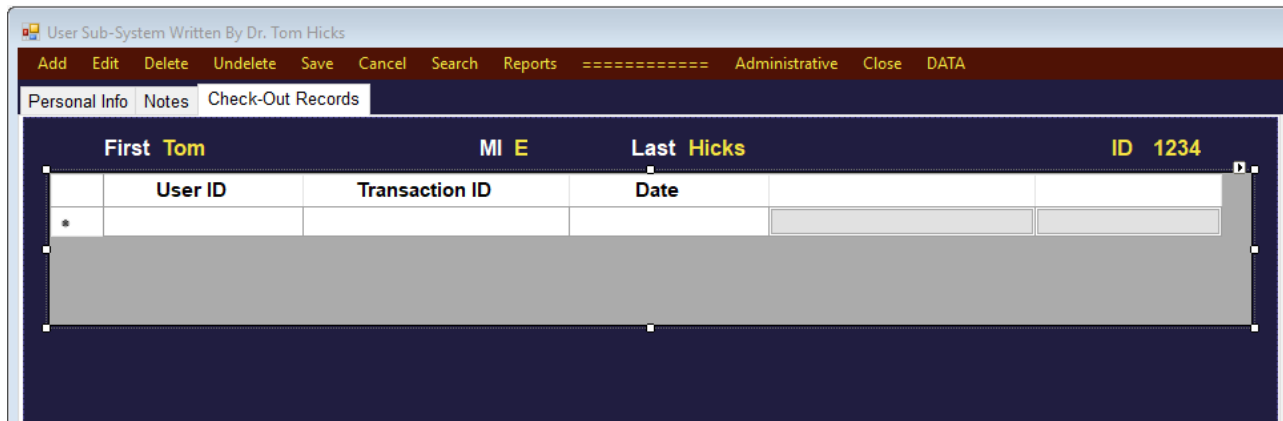 User Sub-System Written By Dr. Tom Hicks
Add Edit Delete Undelete Save Cancel Search Reports ============ Administrative Close DATA
Personal Info Notes Check-Out Records
First Tom MI E Last Hicks ID 1234
User ID Transaction ID Date
*